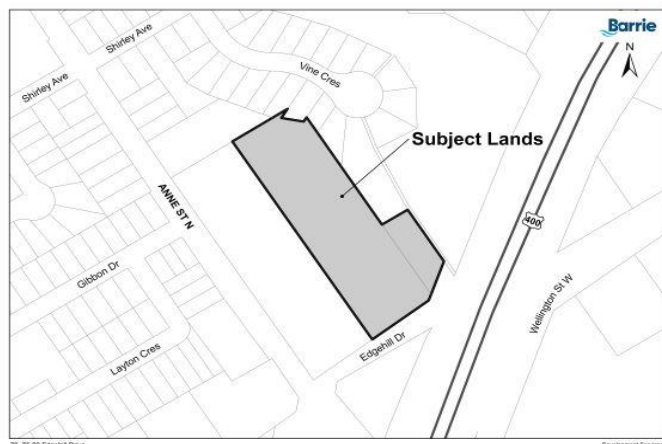 Barrie
N
Shirley Ave
Shirley Ave
Vine Cres
Subject Lands
ANNE ST N
400
Gibbon Dr
Wellington St W
Edgehill Dr
Layton Cres